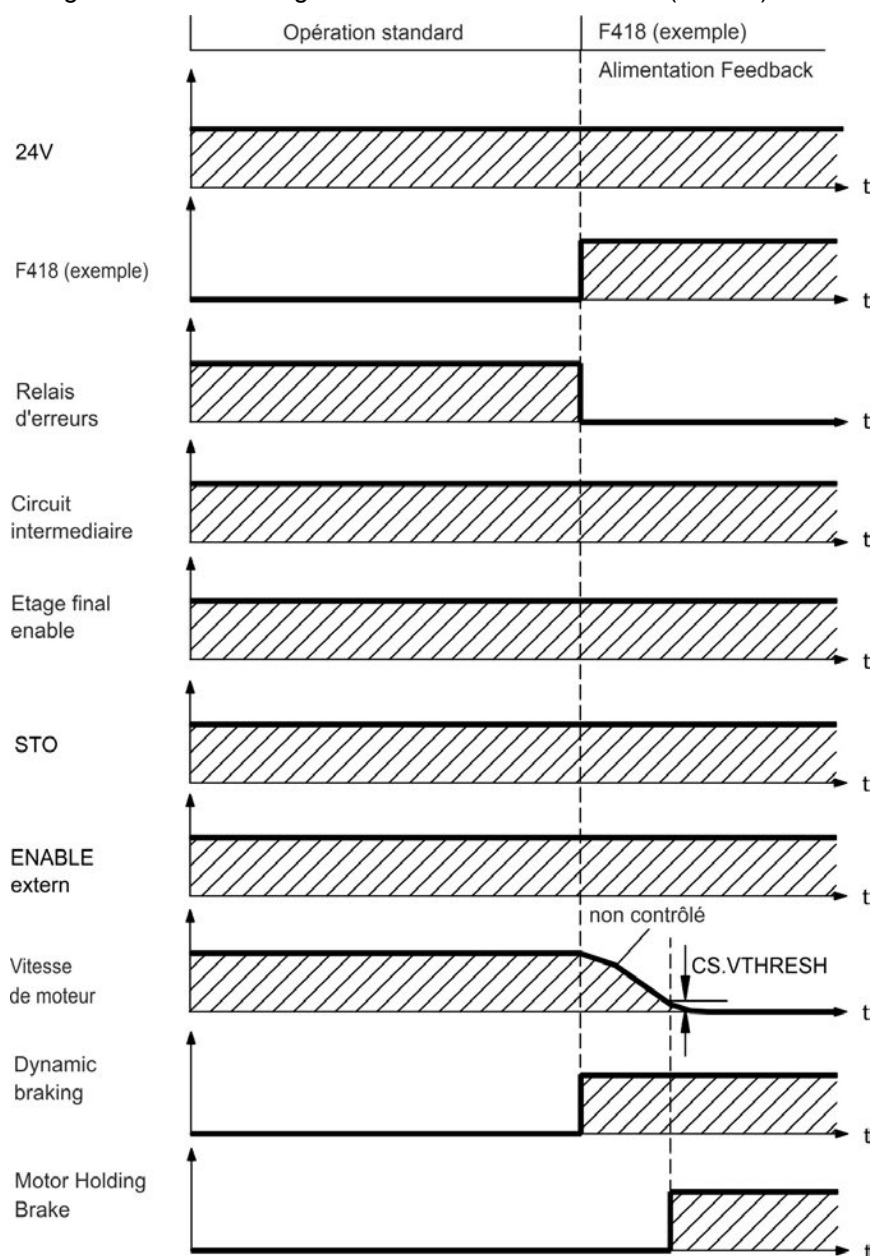 Opération standard
F418 (exemple)
Alimentation Feedback
24V
t
F418 (exemple)
t
Relais
d'erreurs
t
Circuit
intermediaire
t
Etage final
enable
t
STO
t
ENABLE
extern
t
non contrôlé
Vitesse
de moteur
CS.VTHRESH
t
Dynamic
braking
t
Motor Holding
Brake
t